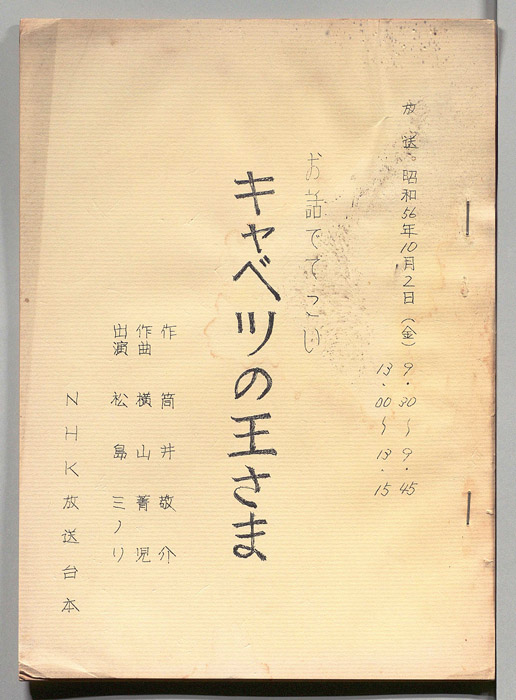 放送 昭和56年10月2日(金) 9.30〜9.45
13.00〜13.15
お話でてこい
キャベツの王さま
作 筒井敬介
作曲 横山菁児
出演 松島三ノリ
NHK放送台本